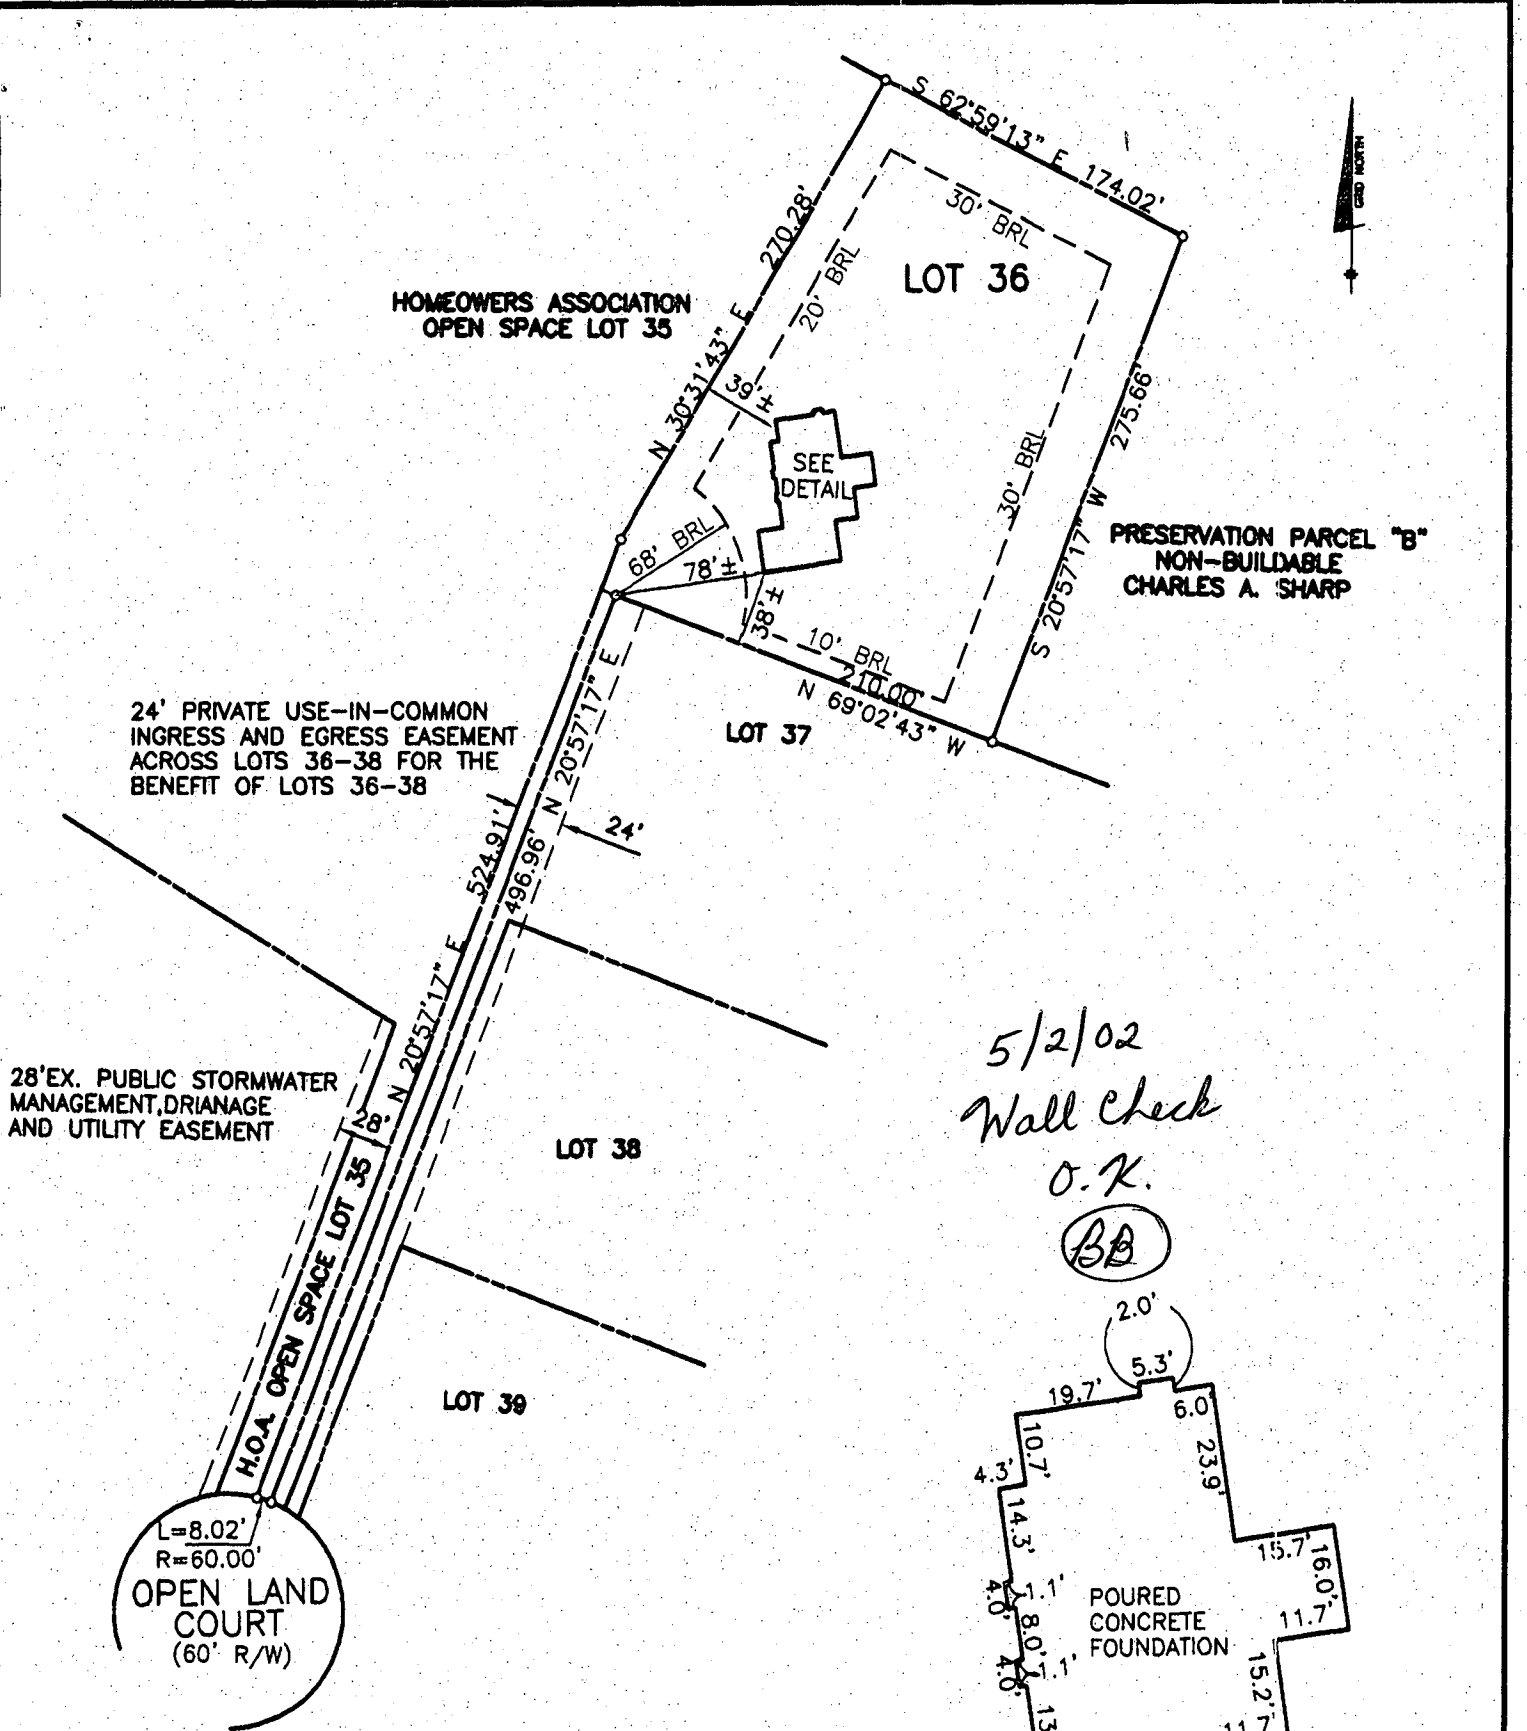 S 62°59'13" E 174.02'
GRID NORTH
30' BRL
20' BRL
LOT 36
270.28'
HOMEOWERS ASSOCIATION
OPEN SPACE LOT 35
N 30°31'43" E
39'±
SEE
DETAIL
275.66'
30' BRL
S 20°57'17" W
PRESERVATION PARCEL "B"
NON-BUILDABLE
CHARLES A. SHARP
68' BRL
78'±
38'±
10' BRL
210.00'
N 69°02'43" W
LOT 37
24' PRIVATE USE-IN-COMMON
INGRESS AND EGRESS EASEMENT
ACROSS LOTS 36-38 FOR THE
BENEFIT OF LOTS 36-38
N 20°57'17" E
496.96'
24'
524.91'
N 20°57'17" E
28'EX. PUBLIC STORMWATER
MANAGEMENT,DRIANAGE
AND UTILITY EASEMENT
28'
LOT 38
H.O.A. OPEN SPACE LOT 35
LOT 39
5/2/02
Wall Check
O.K.
BB
L=8.02'
R=60.00'
OPEN LAND
COURT
(60' R/W)
2.0'
5.3'
19.7'
6.0'
10.7'
23.9'
4.3'
14.3'
15.7'
16.0'
4.0'
1.1'
8.0'
POURED
CONCRETE
FOUNDATION
11.7'
4.0'
1.1'
15.2'
13
11.7'